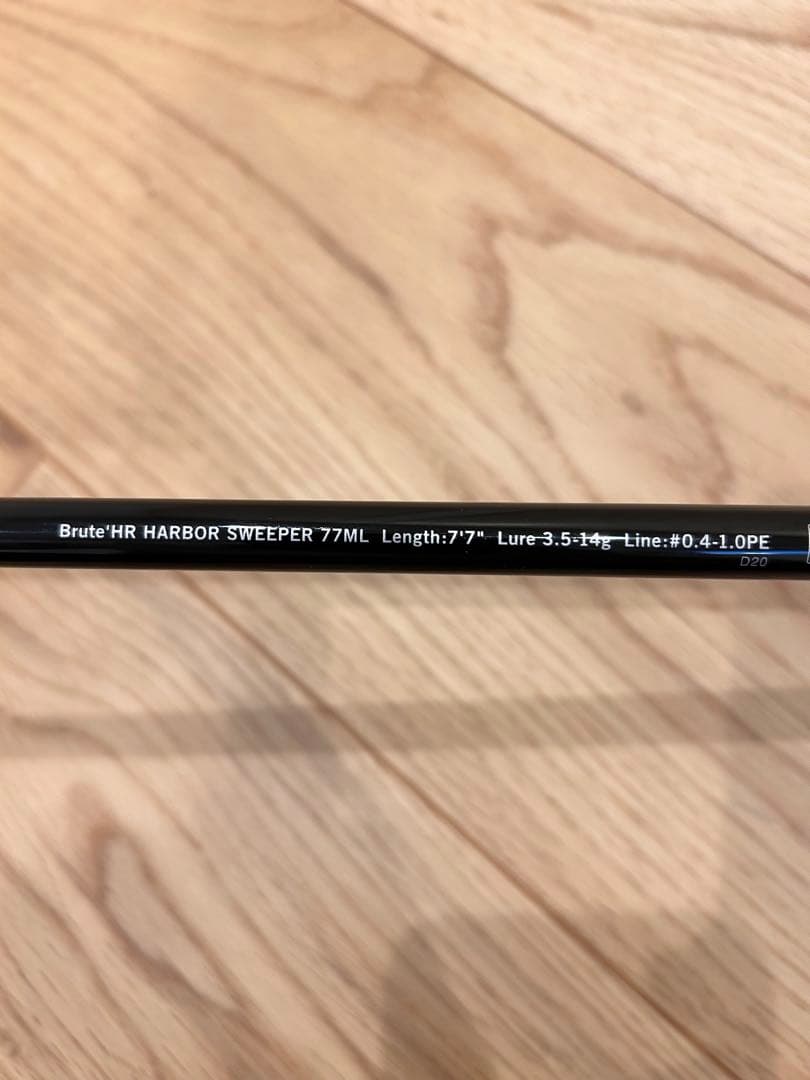 Brute'HR HARBOR SWEEPER 77ML Length:7'7" Lure 3.5-14g Line:#0.4-1.0PE
D20